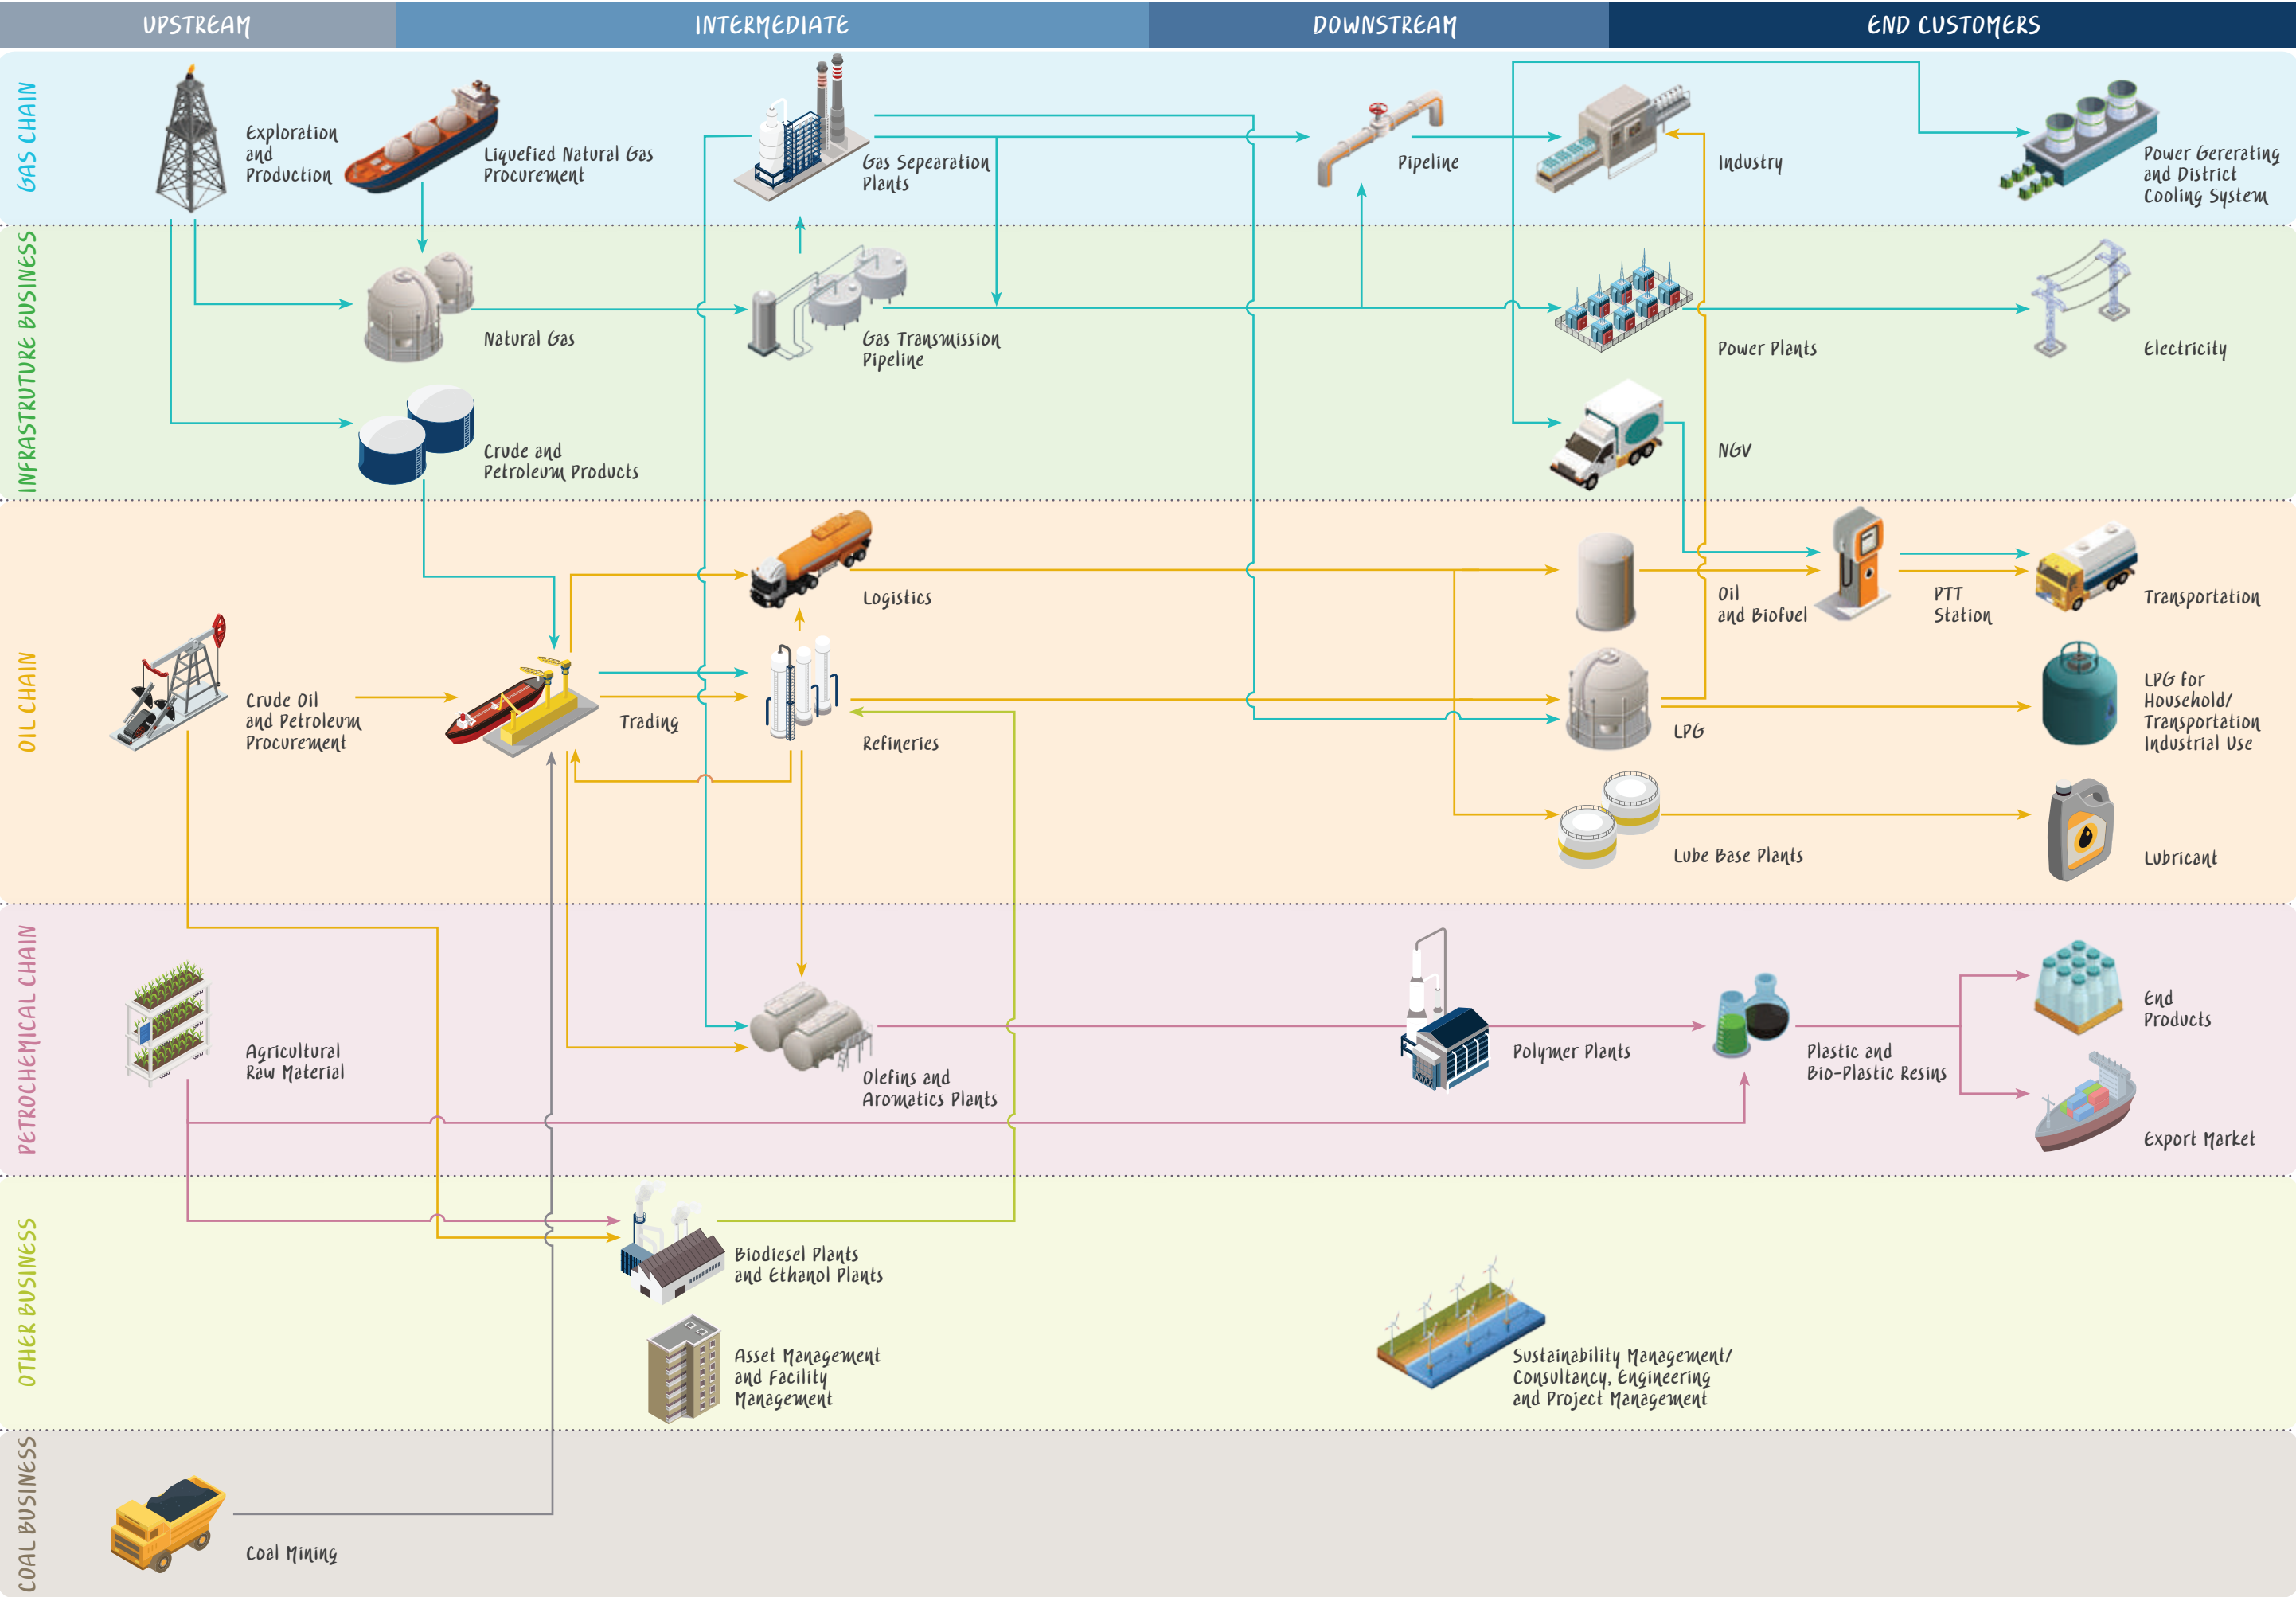 UPSTREAM
INTERMEDIATE
DOWNSTREAM
END CUSTOMERS
GAS CHAIN
Exploration
and
Production
Liquefied Natural Gas
Procurement
Gas Sepearation
Plants
Pipeline
Industry
Power Gererating
and District
Cooling System
INFRASTRUTURE BUSINESS
Natural Gas
Gas Transmission
Pipeline
Power Plants
Electricity
Crude and
Petroleum Products
NGV
OIL CHAIN
Logistics
Oil
and Biofuel
PTT
Station
Transportation
Crude Oil
and Petroleum
Procurement
Trading
Refineries
LPG
LPG for
Household/
Transportation
Industrial Use
Lube Base Plants
Lubricant
PETROCHEMICAL CHAIN
Agricultural
Raw Material
Olefins and
Aromatics Plants
Polymer Plants
Plastic and
Bio-Plastic Resins
End
Products
Export Market
OTHER BUSINESS
Biodiesel Plants
and Ethanol Plants
Asset Management
and Facility
Management
Sustainability Management/
Consultancy, Engineering
and Project Management
COAL BUSINESS
Coal Mining